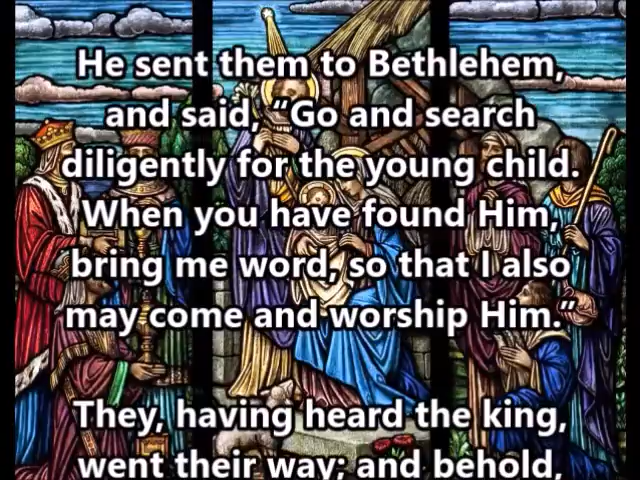 He sent them to Bethlehem,
and said, “Go and search
diligently for the young child.
When you have found Him,
bring me word, so that I also
may come and worship Him.”
They, having heard the king,
went their way; and behold,